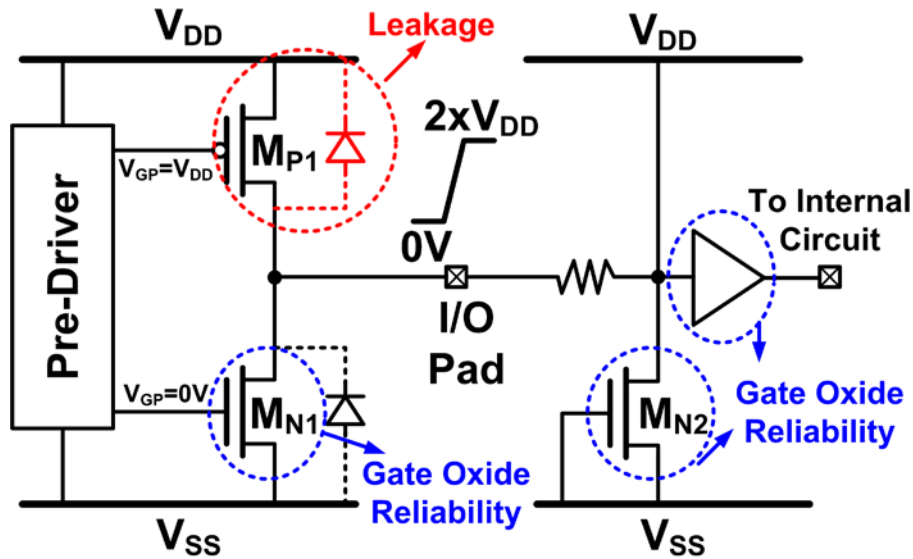 VDD
Leakage
VDD
2xVDD
MP1
VGP=VDD
To Internal
Circuit
0V
Pre-Driver
I/O
Pad
VGP=0V
MN1
MN2
Gate Oxide
Reliability
Gate Oxide
Reliability
VSS
VSS